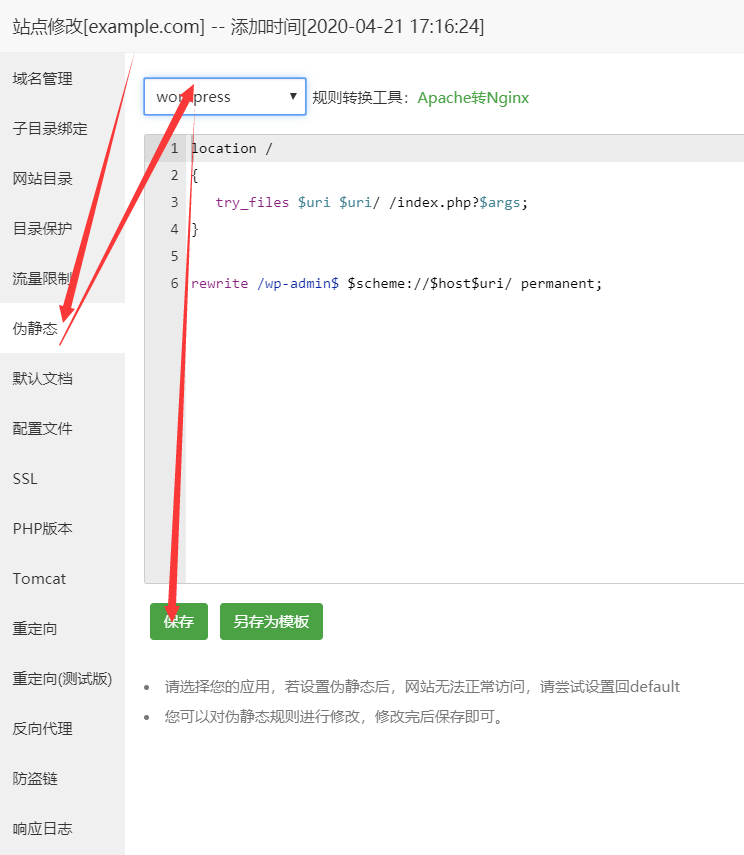 站点修改[example.com] -- 添加时间[2020-04-21 17:16:24]
域名管理
子目录绑定
网站目录
目录保护
流量限制
伪静态
默认文档
配置文件
SSL
PHP版本
Tomcat
重定向
重定向(测试版)
反向代理
防盗链
响应日志
wordpress ▼ 规则转换工具：Apache转Nginx
1 location /
2 {
3 try_files $uri $uri/ /index.php?$args;
4 }
5
6 rewrite /wp-admin$ $scheme://$host$uri/ permanent;
保存 另存为模板
• 请选择您的应用，若设置伪静态后，网站无法正常访问，请尝试设置回default
• 您可以对伪静态规则进行修改，修改完后保存即可。